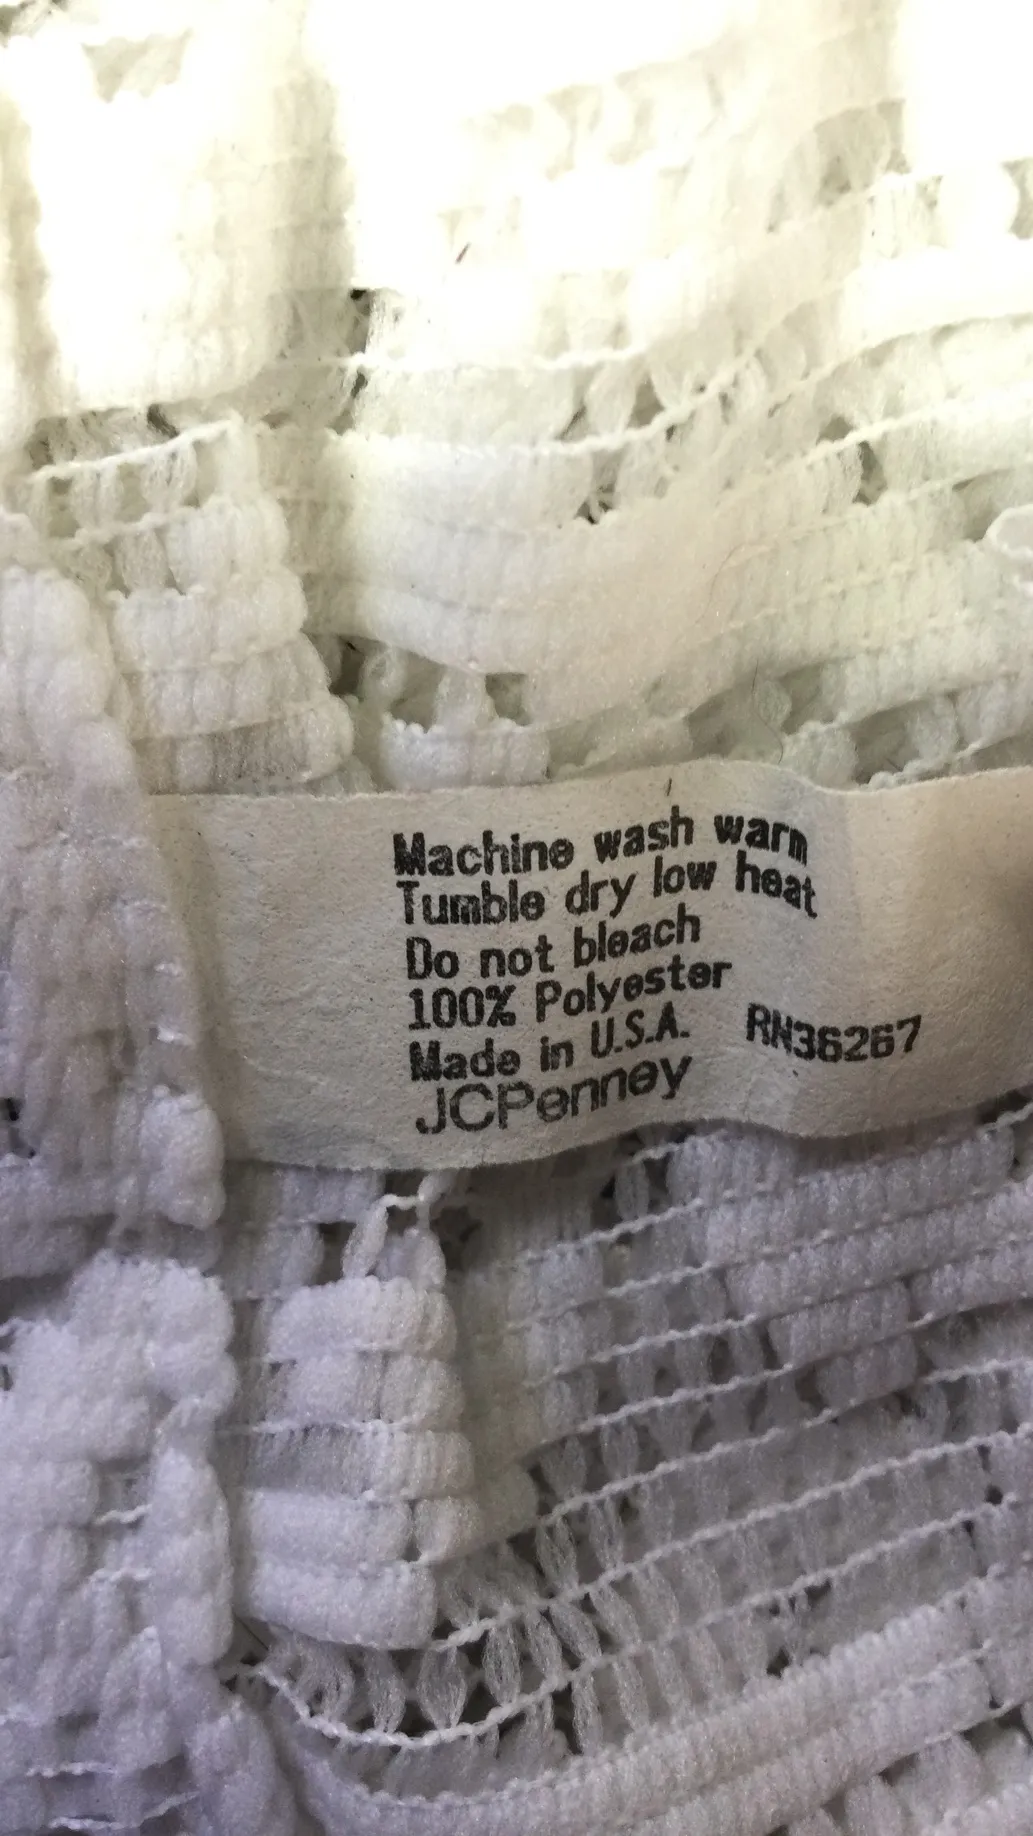 Machine wash warm
Tumble dry low heat
Do not bleach
100% Polyester
Made in U.S.A. RN36267
JCPenney